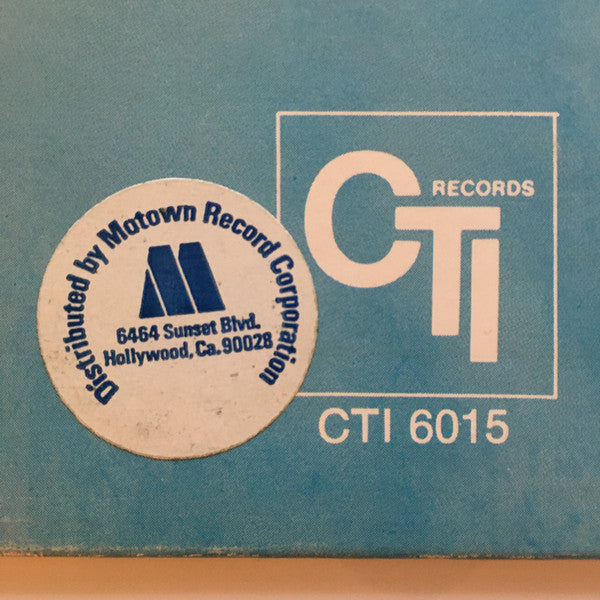 Distributed by Motown Record Corporation
6464 Sunset Blvd.
Hollywood, Ca. 90028
CTI
RECORDS
CTI 6015